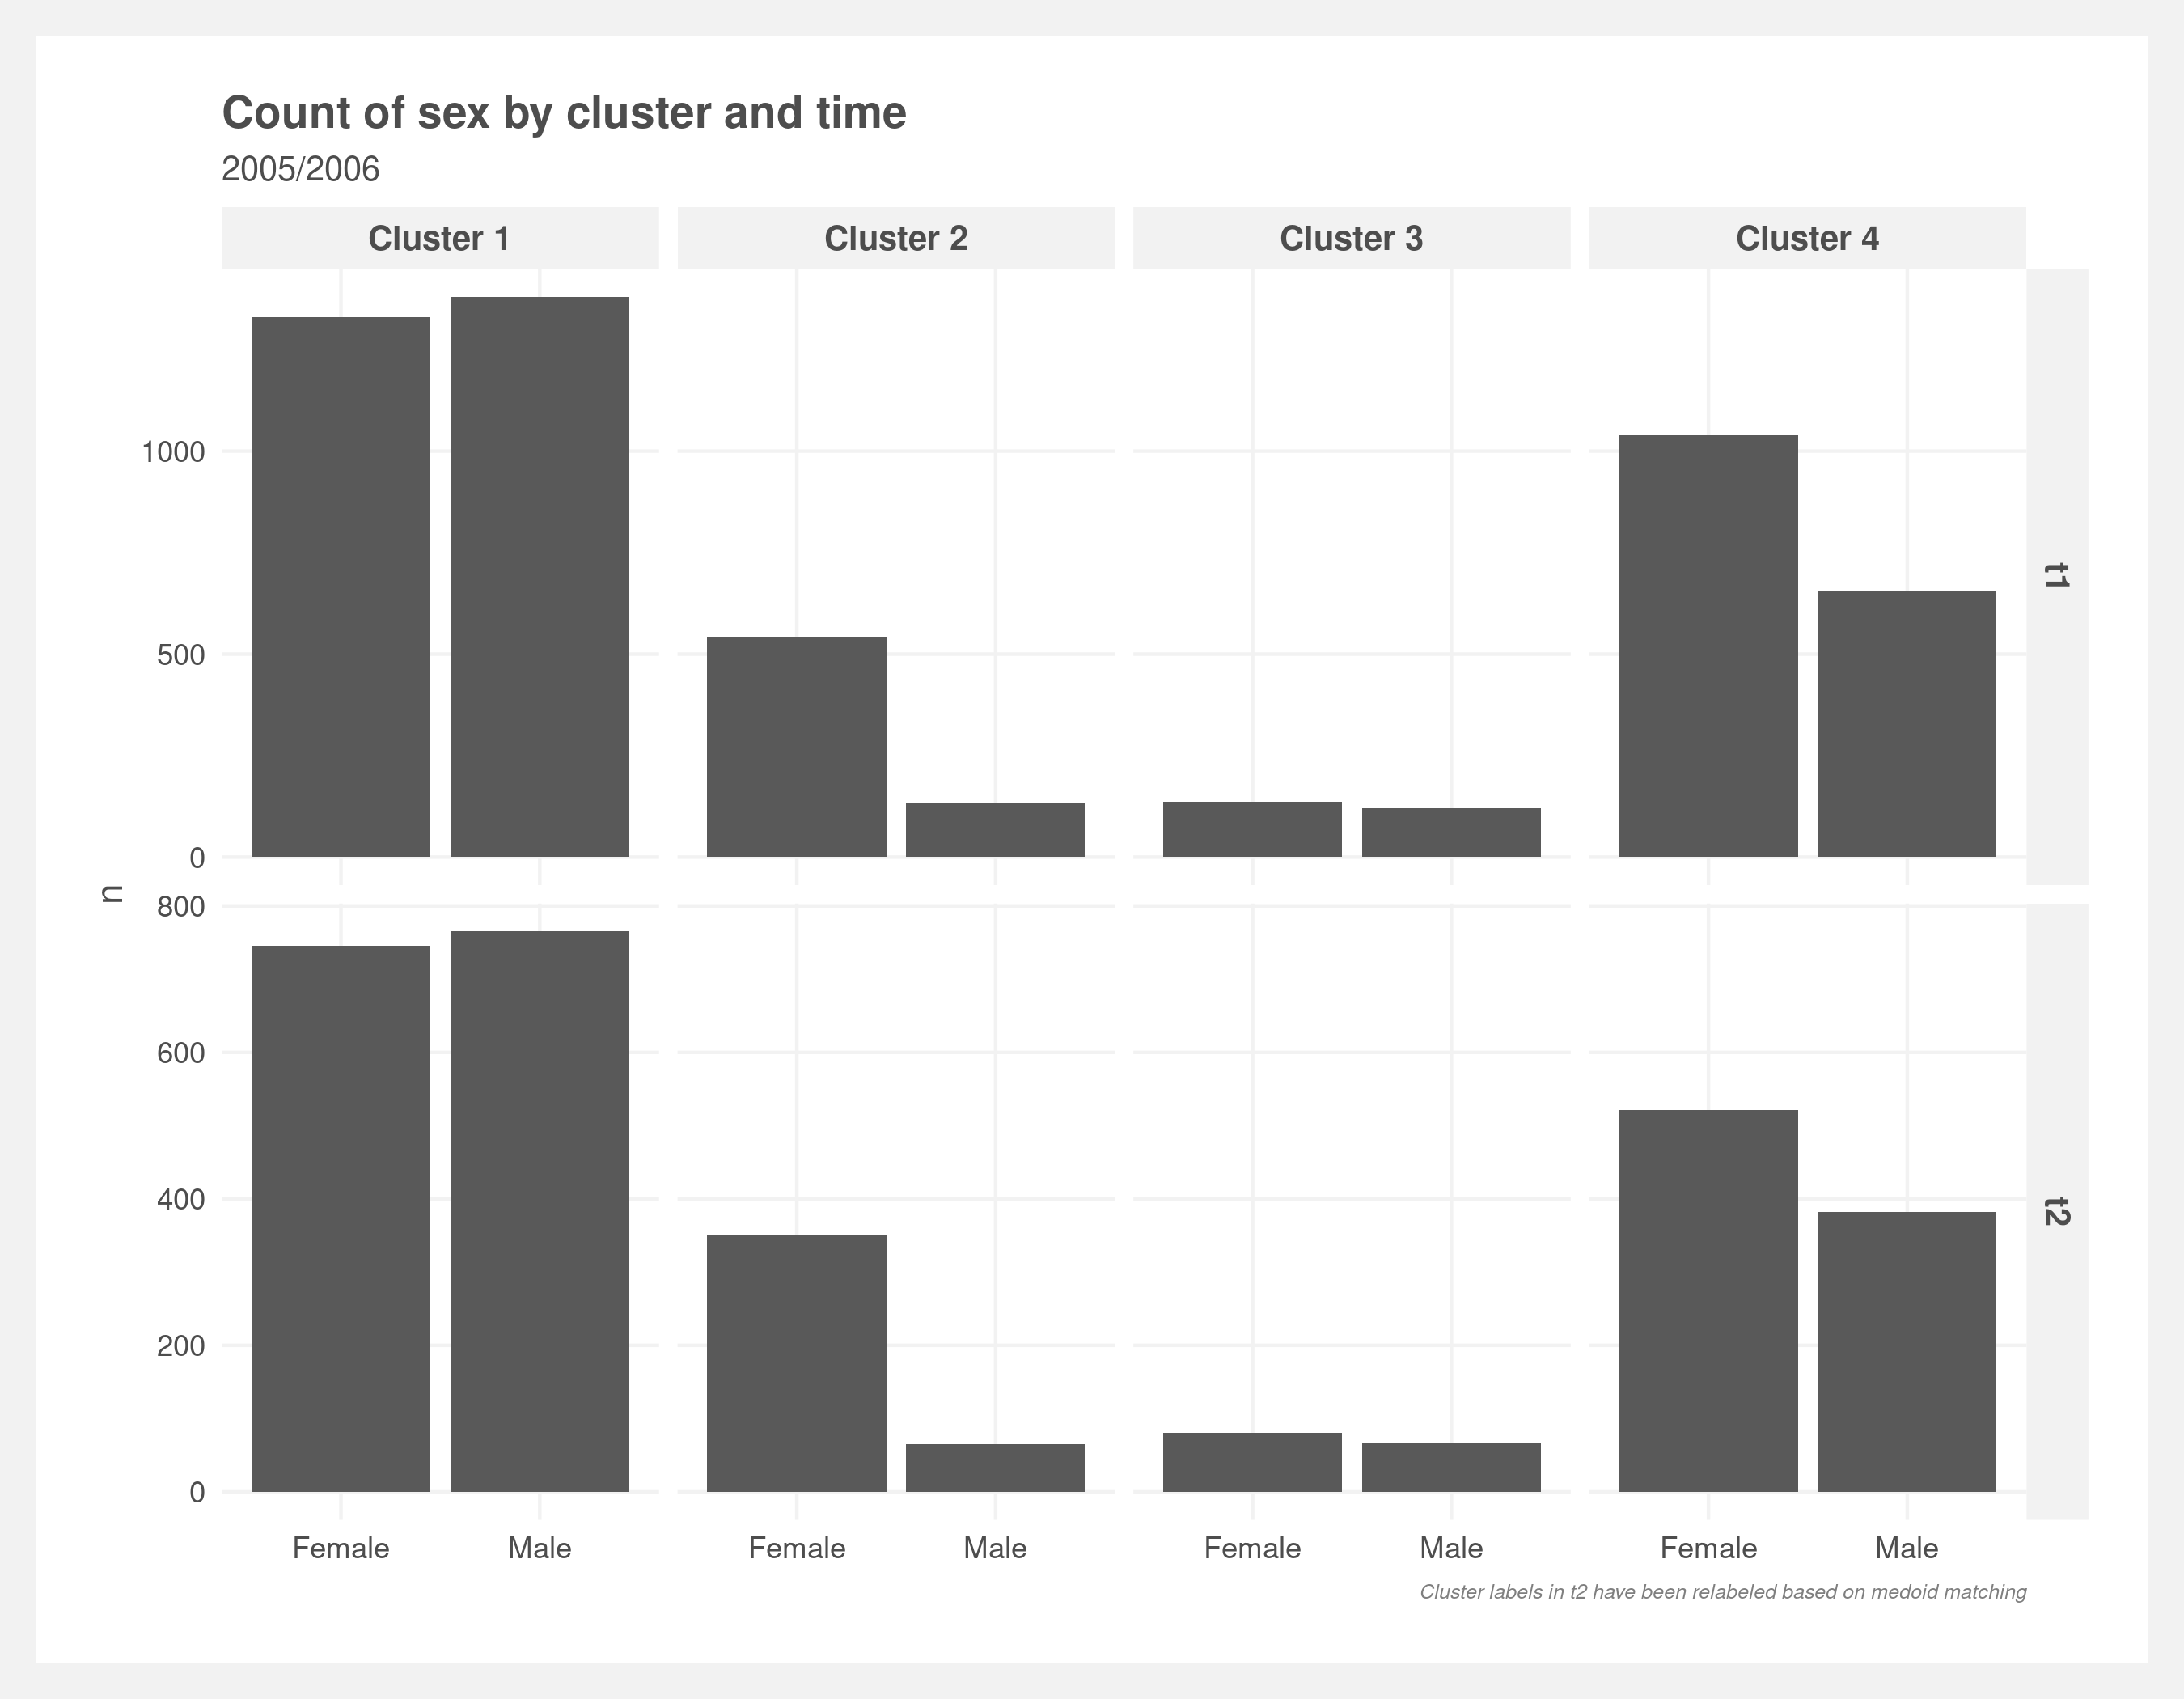 Count of sex by cluster and time
2005/2006
Cluster 1 Cluster 2 Cluster 3 Cluster 4
1000
500
0
t1
n
800
600
400
200
0
t2
Female Male Female Male Female Male Female Male
Cluster labels in t2 have been relabeled based on medoid matching